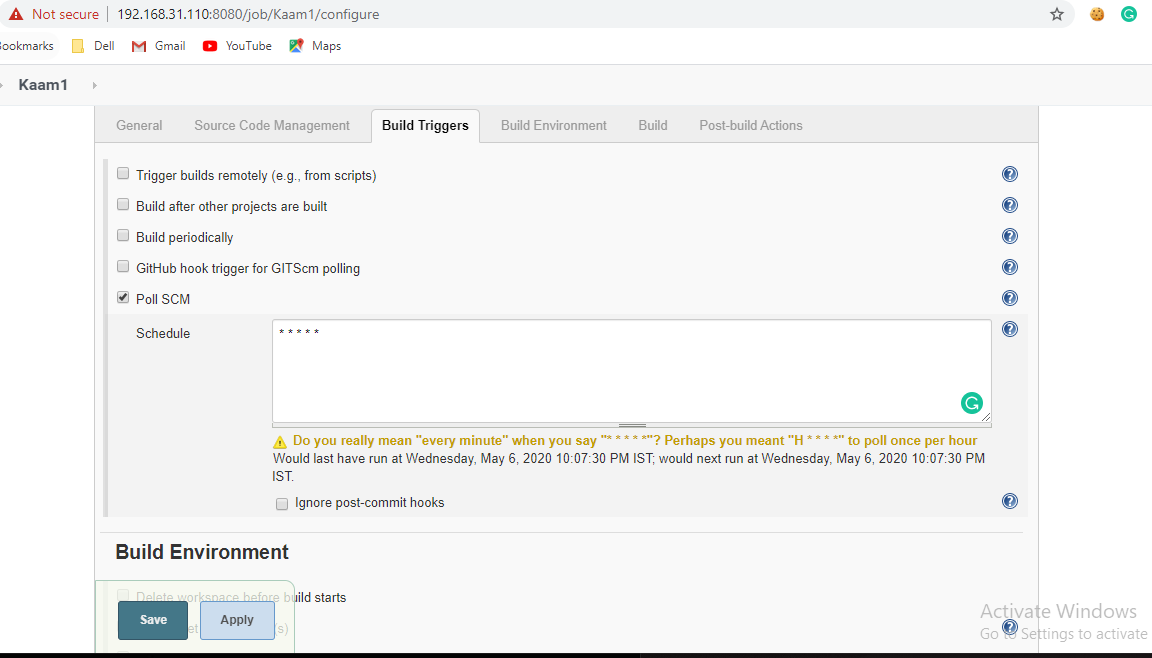 Not secure 192.168.31.110:8080/job/Kaam1/configure
ookmarks Dell Gmail YouTube Maps
Kaam1
General Source Code Management Build Triggers Build Environment Build Post-build Actions
Trigger builds remotely (e.g., from scripts)
Build after other projects are built
Build periodically
GitHub hook trigger for GITScm polling
Poll SCM
Schedule * * * * *
Do you really mean "every minute" when you say "* * * * *"? Perhaps you meant "H * * * *" to poll once per hour
Would last have run at Wednesday, May 6, 2020 10:07:30 PM IST; would next run at Wednesday, May 6, 2020 10:07:30 PM
IST.
Ignore post-commit hooks
Build Environment
Delete workspace before build starts
Save Apply
Activate Windows
Go to Settings to activate